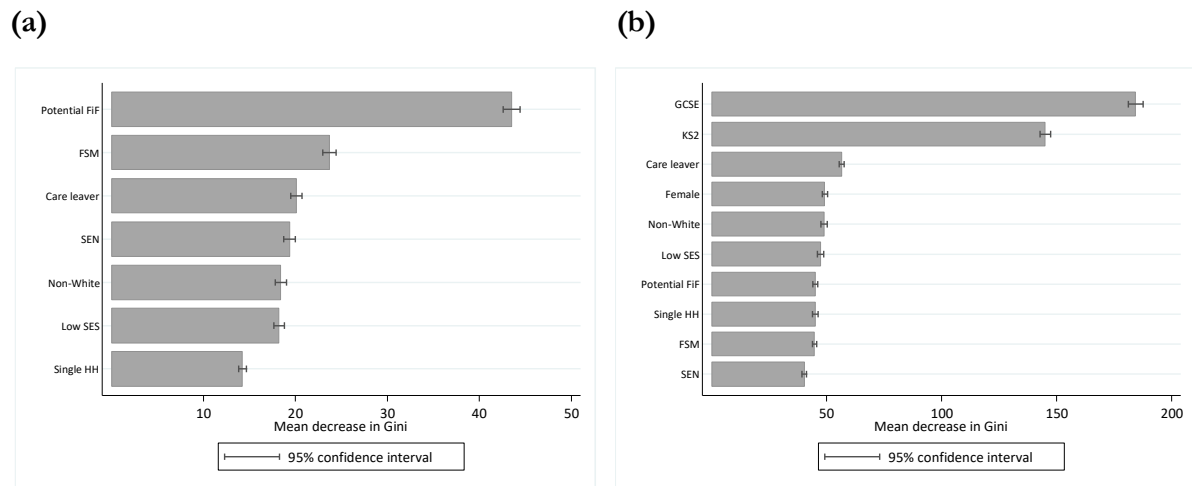 (a)
Potential FiF
FSM
Care leaver
SEN
Non-White
Low SES
Single HH
10 20 30 40 50
Mean decrease in Gini
95% confidence interval
(b)
GCSE
KS2
Care leaver
Female
Non-White
Low SES
Potential FiF
Single HH
FSM
SEN
50 100 150 200
Mean decrease in Gini
95% confidence interval